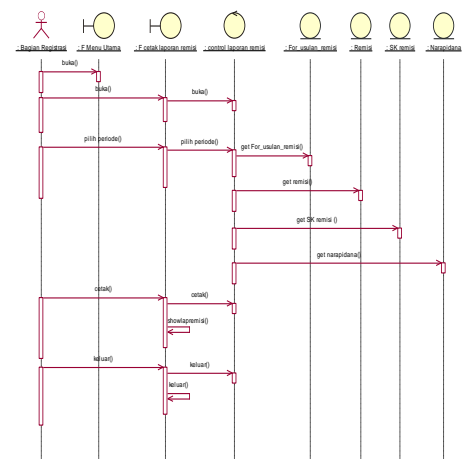 : Bagian Registrasi
: F Menu Utama
: F cetak laporan remisi
: control laporan remisi
: For_usulan_remisi
: Remisi
: SK remisi
: Narapidana
buka()
buka()
buka()
pilih periode()
pilih periode()
get For_usulan_remisi()
get remisi()
get SK remisi ()
get narapidana()
cetak()
cetak()
showlapremisi()
keluar()
keluar()
keluar()